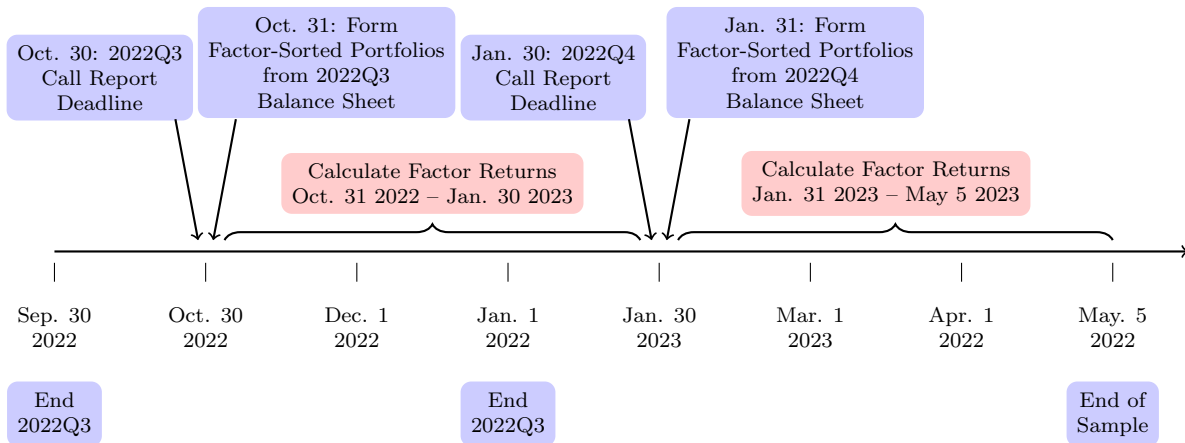 Oct. 30: 2022Q3
Call Report
Deadline
Oct. 31: Form
Factor-Sorted Portfolios
from 2022Q3
Balance Sheet
Jan. 30: 2022Q4
Call Report
Deadline
Jan. 31: Form
Factor-Sorted Portfolios
from 2022Q4
Balance Sheet
Calculate Factor Returns
Oct. 31 2022 – Jan. 30 2023
Calculate Factor Returns
Jan. 31 2023 – May 5 2023
Sep. 30
2022
Oct. 30
2022
Dec. 1
2022
Jan. 1
2022
Jan. 30
2023
Mar. 1
2023
Apr. 1
2022
May. 5
2022
End
2022Q3
End
2022Q3
End of
Sample